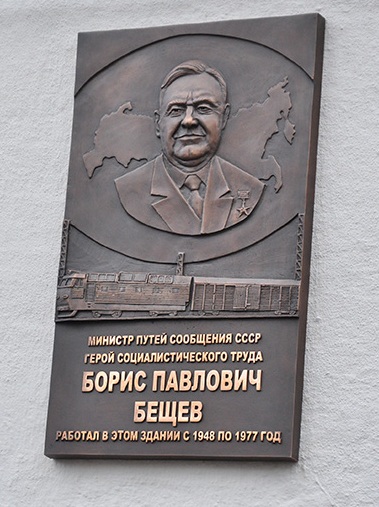 МИНИСТР ПУТЕЙ СООБЩЕНИЯ СССР
ГЕРОЙ СОЦИАЛИСТИЧЕСКОГО ТРУДА
БОРИС ПАВЛОВИЧ
БЕЩЕВ
РАБОТАЛ В ЭТОМ ЗДАНИИ С 1948 ПО 1977 ГОД